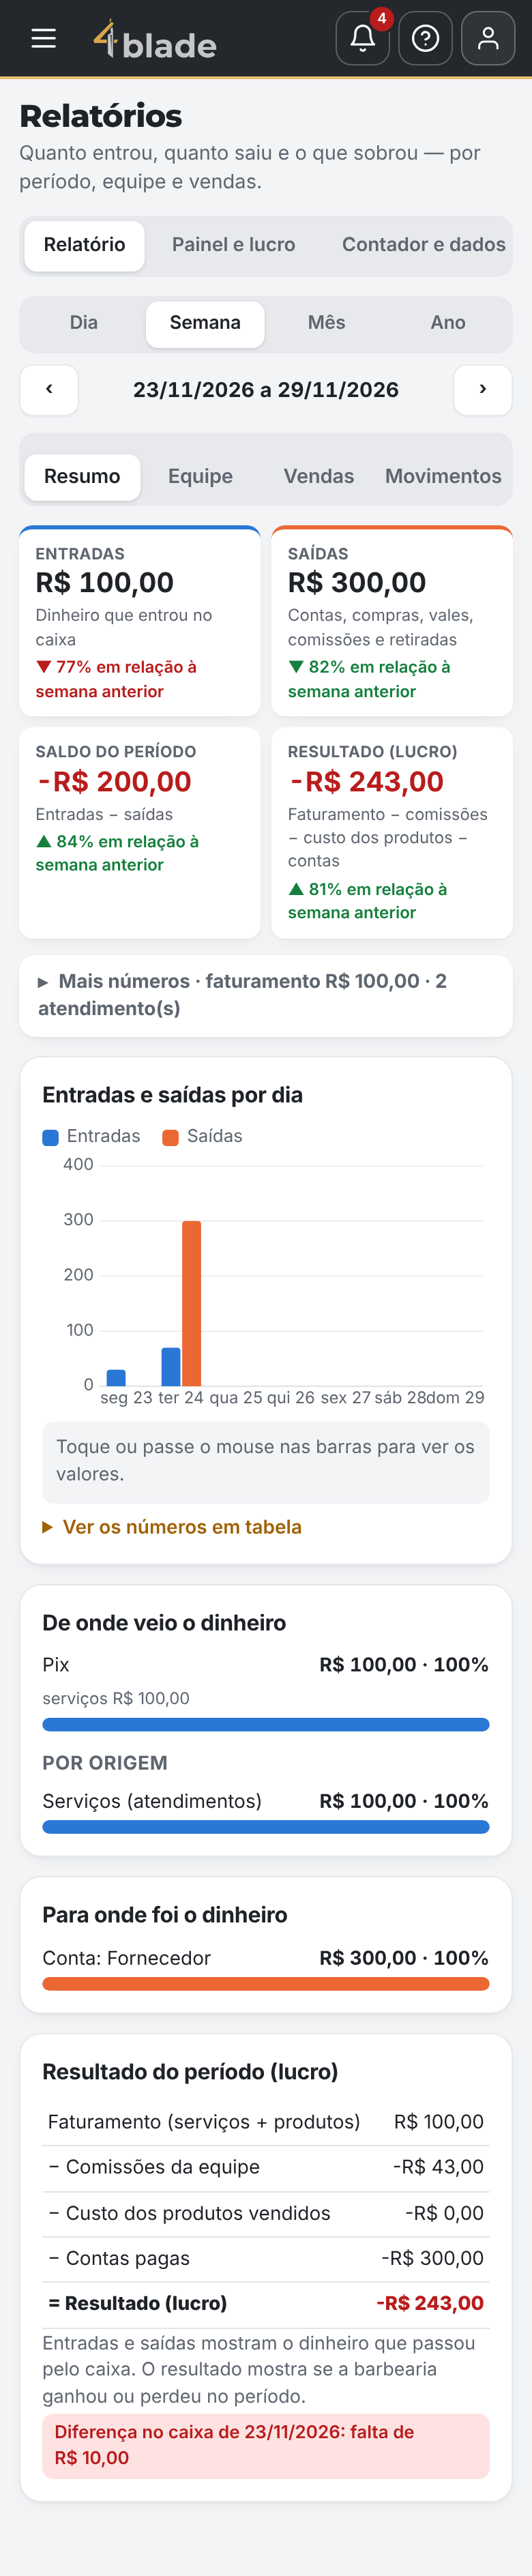 4blade
4
Relatórios
Quanto entrou, quanto saiu e o que sobrou — por
período, equipe e vendas.
Relatório Painel e lucro Contador e dados
Dia Semana Mês Ano
‹ 23/11/2026 a 29/11/2026 ›
Resumo Equipe Vendas Movimentos
ENTRADAS
R$ 100,00
Dinheiro que entrou no
caixa
▼ 77% em relação à
semana anterior
SAÍDAS
R$ 300,00
Contas, compras, vales,
comissões e retiradas
▼ 82% em relação à
semana anterior
SALDO DO PERÍODO
-R$ 200,00
Entradas − saídas
▲ 84% em relação à
semana anterior
RESULTADO (LUCRO)
-R$ 243,00
Faturamento − comissões
− custo dos produtos −
contas
▲ 81% em relação à
semana anterior
▸ Mais números · faturamento R$ 100,00 · 2
atendimento(s)
Entradas e saídas por dia
Entradas Saídas
400
300
200
100
0
seg 23 ter 24 qua 25 qui 26 sex 27 sáb 28 dom 29
Toque ou passe o mouse nas barras para ver os
valores.
▸ Ver os números em tabela
De onde veio o dinheiro
Pix R$ 100,00 · 100%
serviços R$ 100,00
POR ORIGEM
Serviços (atendimentos) R$ 100,00 · 100%
Para onde foi o dinheiro
Conta: Fornecedor R$ 300,00 · 100%
Resultado do período (lucro)
Faturamento (serviços + produtos) R$ 100,00
− Comissões da equipe -R$ 43,00
− Custo dos produtos vendidos -R$ 0,00
− Contas pagas -R$ 300,00
= Resultado (lucro) -R$ 243,00
Entradas e saídas mostram o dinheiro que passou
pelo caixa. O resultado mostra se a barbearia
ganhou ou perdeu no período.
Diferença no caixa de 23/11/2026: falta de
R$ 10,00